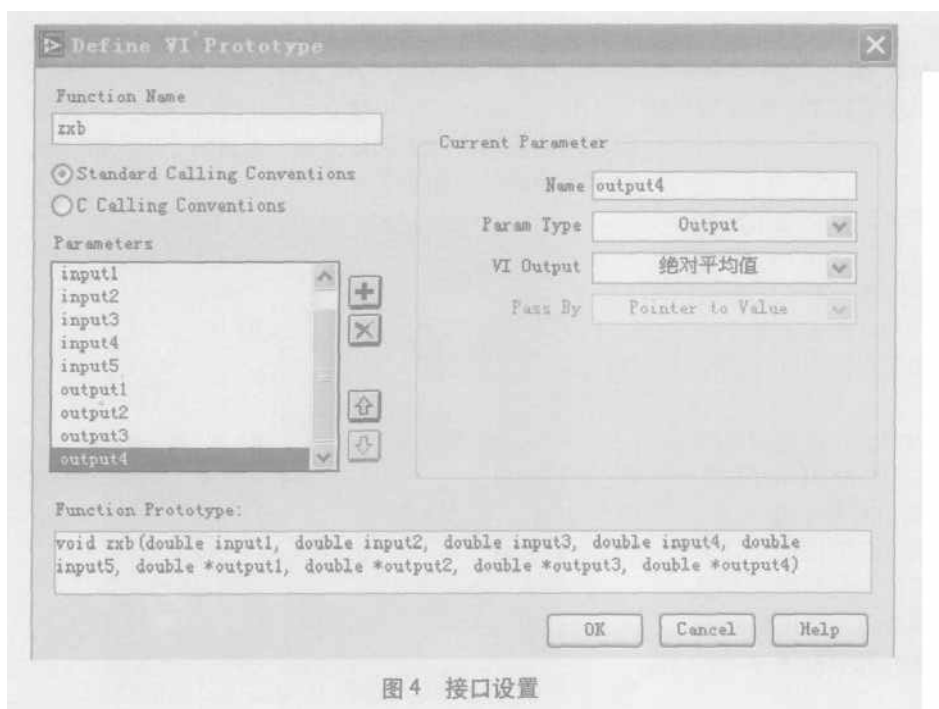 Define VI Prototype
Function Name
zxb
Standard Calling Conventions
C Calling Conventions
Parameters
input1
input2
input3
input4
input5
output1
output2
output3
output4
Current Parameter
Name output4
Param Type Output
VI Output 绝对平均值
Pass By Pointer to Value
Function Prototype:
void zxb(double input1, double input2, double input3, double input4, double
input5, double *output1, double *output2, double *output3, double *output4)
OK Cancel Help
图4 接口设置